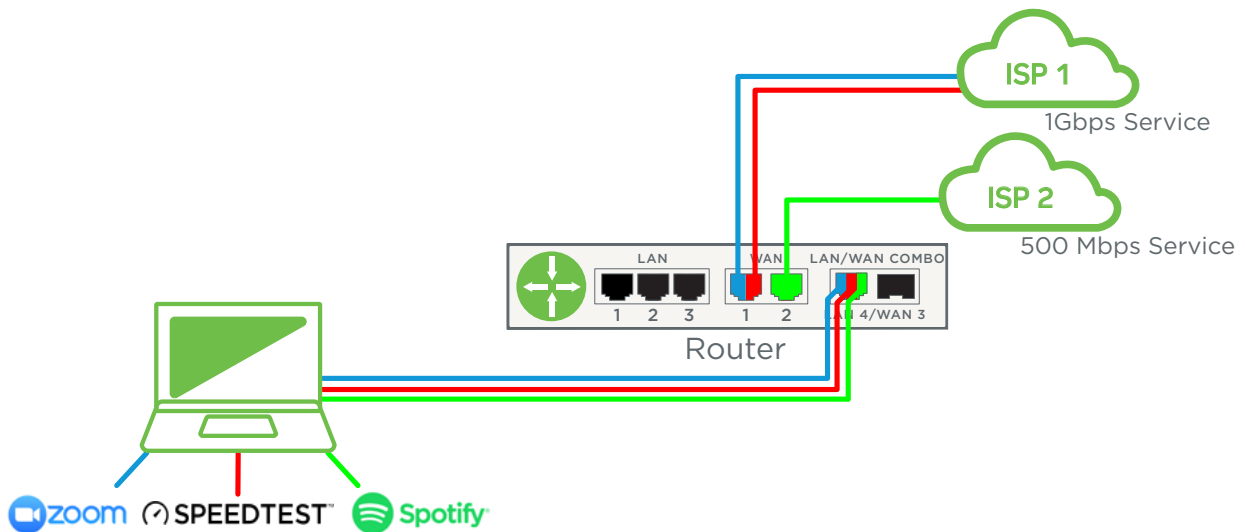 ISP 1
1Gbps Service
ISP 2
500 Mbps Service
LAN WAN LAN/WAN COMBO
1 2 3 1 2 LAN 4/WAN 3
Router
zoom SPEEDTEST™ Spotify